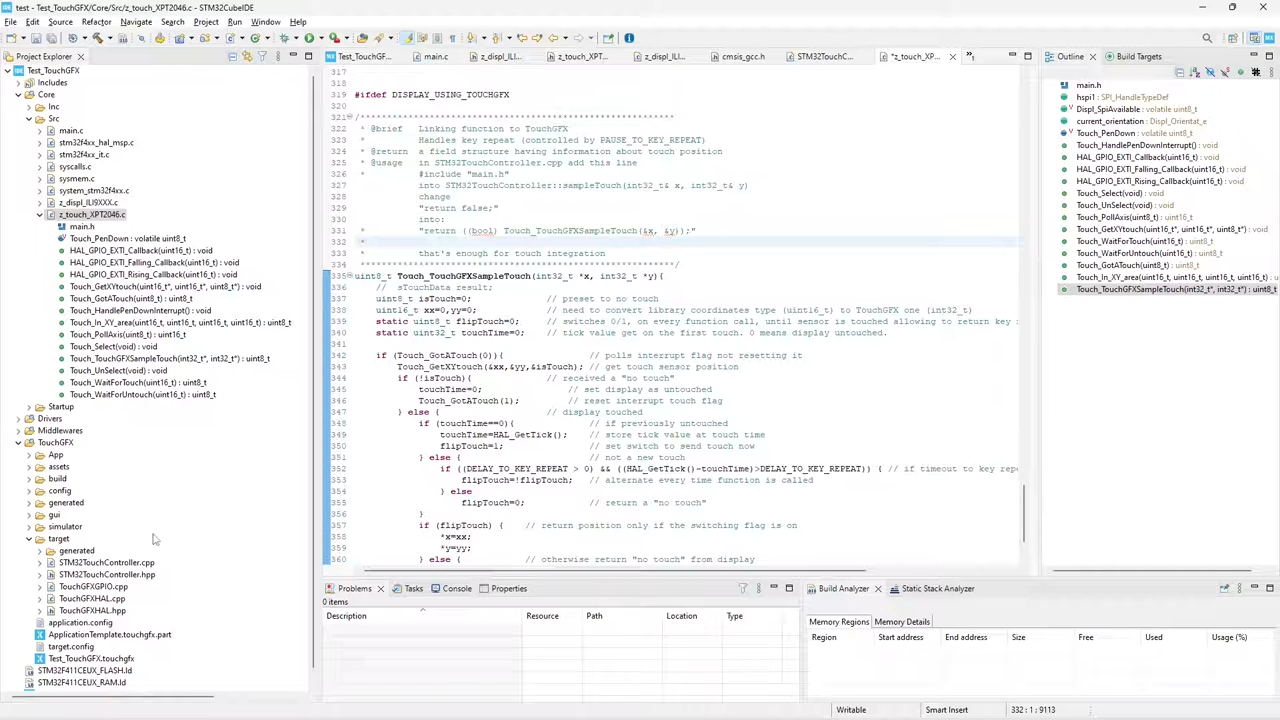 test - Test_TouchGFX/Core/Src/z_touch_XPT2046.c - STM32CubeIDE
File Edit Source Refactor Navigate Search Project Run Window Help
Project Explorer
Test_TouchGFX
Includes
Core
Inc
Src
main.c
stm32f4xx_hal_msp.c
stm32f4xx_it.c
syscalls.c
sysmem.c
system_stm32f4xx.c
z_displ_ILI9XXX.c
z_touch_XPT2046.c
main.h
Touch_PenDown : volatile uint8_t
HAL_GPIO_EXTI_Callback(uint16_t) : void
HAL_GPIO_EXTI_Falling_Callback(uint16_t) : void
HAL_GPIO_EXTI_Rising_Callback(uint16_t) : void
Touch_GetXYtouch(uint16_t*, uint16_t*, uint8_t*) : void
Touch_GotATouch(uint8_t) : uint8_t
Touch_HandlePenDownInterrupt() : void
Touch_In_XY_area(uint16_t, uint16_t, uint16_t, uint16_t) : uint8_t
Touch_PollAxis(uint8_t) : uint16_t
Touch_Select(void) : void
Touch_TouchGFXSampleTouch(int32_t*, int32_t*) : uint8_t
Touch_UnSelect(void) : void
Touch_WaitForTouch(uint16_t) : uint8_t
Touch_WaitForUntouch(uint16_t) : uint8_t
Startup
Drivers
Middlewares
TouchGFX
App
assets
build
config
generated
gui
simulator
target
generated
STM32TouchController.cpp
STM32TouchController.hpp
TouchGFXGPIO.cpp
TouchGFXHAL.cpp
TouchGFXHAL.hpp
application.config
ApplicationTemplate.touchgfx.part
target.config
Test_TouchGFX.touchgfx
STM32F411CEUX_FLASH.ld
STM32F411CEUX_RAM.ld
Test_TouchGF... main.c z_displ_ILI... z_touch_XPT... z_displ_ILI... cmsis_gcc.h STM32TouchC... *z_touch_XP...
317
318
319 #ifdef DISPLAY_USING_TOUCHGFX
320
321 /*******************************************************************
322 * @brief Linking function to TouchGFX
323 * Handles key repeat (controlled by PAUSE_TO_KEY_REPEAT)
324 * @return a field structure having information about touch position
325 * @usage in STM32TouchController.cpp add this line
326 * #include "main.h"
327 * into STM32TouchController::sampleTouch(int32_t& x, int32_t& y)
328 * change
329 * "return false;"
330 * into:
331 * "return ((bool) Touch_TouchGFXSampleTouch(&x, &y));"
332 *
333 * that's enough for touch integration
334 *******************************************************************/
335 uint8_t Touch_TouchGFXSampleTouch(int32_t *x, int32_t *y){
336 // sTouchData result;
337 uint8_t isTouch=0; // preset to no touch
338 uint16_t xx=0,yy=0; // need to convert library coordinates type (uint16_t) to TouchGFX one (int32_t)
339 static uint8_t flipTouch=0; // switches 0/1, on every function call, until sensor is touched allowing to return key
340 static uint32_t touchTime=0; // tick value get on the first touch. 0 means display untouched.
341
342 if (Touch_GotATouch(0)){ // polls interrupt flag not resetting it
343 Touch_GetXYtouch(&xx,&yy,&isTouch); // get touch sensor position
344 if (!isTouch){ // received a "no touch"
345 touchTime=0; // set display as untouched
346 Touch_GotATouch(1); // reset interrupt touch flag
347 } else { // display touched
348 if (touchTime==0){ // if previously untouched
349 touchTime=HAL_GetTick(); // store tick value at touch time
350 flipTouch=1; // set switch to send touch now
351 } else { // not a new touch
352 if ((DELAY_TO_KEY_REPEAT > 0) && ((HAL_GetTick()-touchTime)>DELAY_TO_KEY_REPEAT)) { // if timeout to key rep
353 flipTouch=!flipTouch; // alternate every time function is called
354 } else
355 flipTouch=0; // return a "no touch"
356 }
357 if (flipTouch) { // return position only if the switching flag is on
358 *x=xx;
359 *y=yy;
360 } else { // otherwise return "no touch" from display
Outline Build Targets
main.h
hspi1 : SPI_HandleTypeDef
Displ_SpiAvailable : volatile uint8_t
current_orientation : Displ_Orientat_e
Touch_PenDown : volatile uint8_t
Touch_HandlePenDownInterrupt() : void
HAL_GPIO_EXTI_Callback(uint16_t) : void
HAL_GPIO_EXTI_Falling_Callback(uint16_t) : void
HAL_GPIO_EXTI_Rising_Callback(uint16_t) : void
Touch_Select(void) : void
Touch_UnSelect(void) : void
Touch_PollAxis(uint8_t) : uint16_t
Touch_GetXYtouch(uint16_t*, uint16_t*, uint8_t*) : void
Touch_WaitForTouch(uint16_t) : uint8_t
Touch_WaitForUntouch(uint16_t) : uint8_t
Touch_GotATouch(uint8_t) : uint8_t
Touch_In_XY_area(uint16_t, uint16_t, uint16_t, uint16_t)
Touch_TouchGFXSampleTouch(int32_t*, int32_t*) : uint8_t
Problems Tasks Console Properties
0 items
Description Resource Path Location Type
Build Analyzer Static Stack Analyzer
Memory Regions Memory Details
Region Start address End address Size Free Used Usage (%)
Writable Smart Insert 332 : 1 : 9113